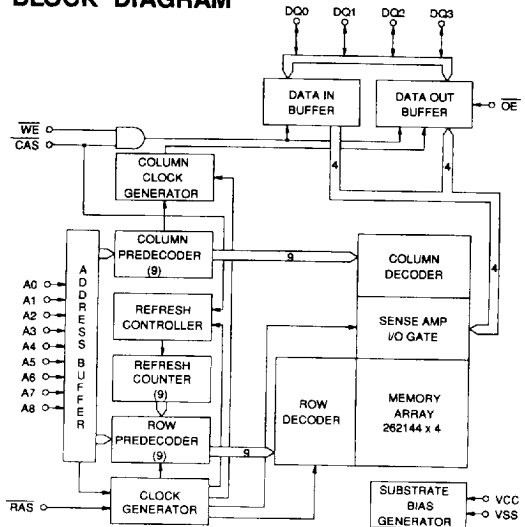 BLOCK DIAGRAM
DQ0 DQ1 DQ2 DQ3
DATA IN
BUFFER
DATA OUT
BUFFER
OE
WE
CAS
4
4
COLUMN
CLOCK
GENERATOR
COLUMN
PREDECODER
(9)
9
COLUMN
DECODER
4
ADDRESS BUFFER
A0
A1
A2
A3
A4
A5
A6
A7
A8
REFRESH
CONTROLLER
SENSE AMP
I/O GATE
REFRESH
COUNTER
(9)
ROW
PREDECODER
(9)
9
ROW
DECODER
MEMORY
ARRAY
262144 x 4
RAS
CLOCK
GENERATOR
SUBSTRATE
BIAS
GENERATOR
VCC
VSS